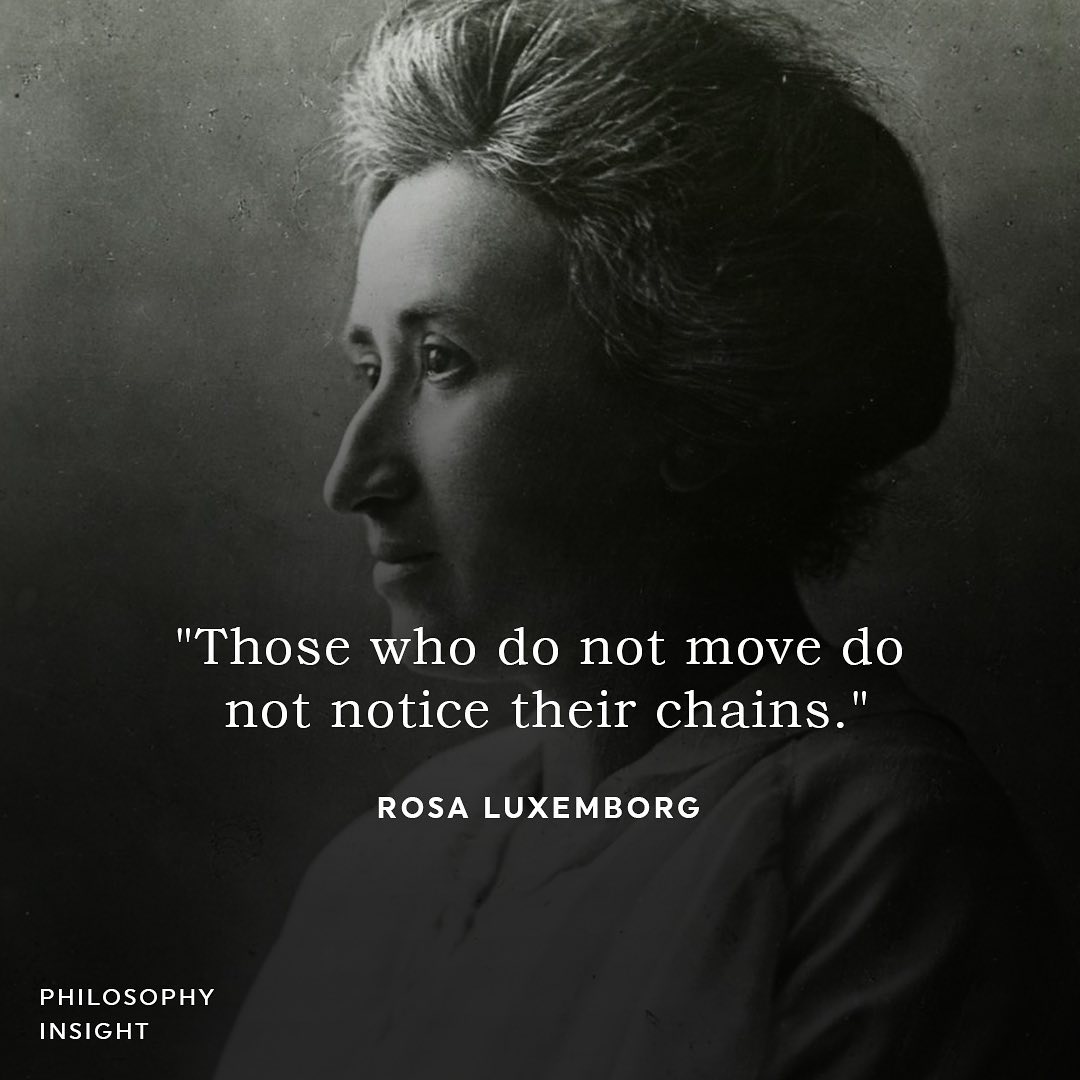 "Those who do not move do
not notice their chains."
ROSA LUXEMBORG
PHILOSOPHY
INSIGHT